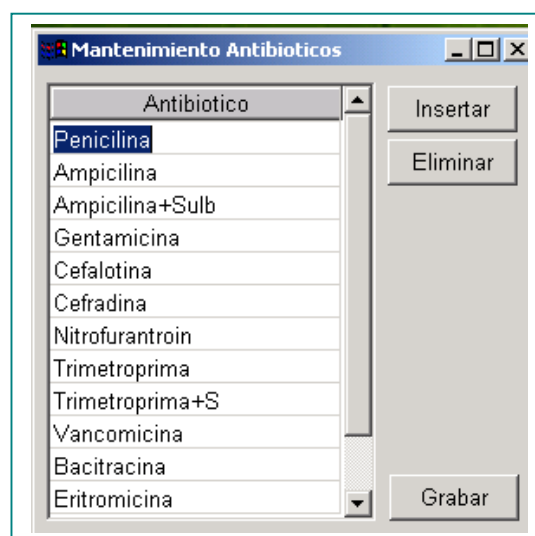 Mantenimiento Antibioticos
Antibiotico
Penicilina
Ampicilina
Ampicilina+Sulb
Gentamicina
Cefalotina
Cefradina
Nitrofurantroin
Trimetroprima
Trimetroprima+S
Vancomicina
Bacitracina
Eritromicina
Insertar
Eliminar
Grabar